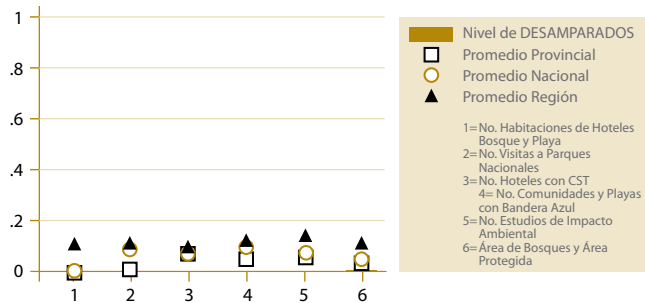 1
.8
.6
.4
.2
0
1 2 3 4 5 6
Nivel de DESAMPARADOS
Promedio Provincial
Promedio Nacional
Promedio Región
1=No. Habitaciones de Hoteles
Bosque y Playa
2=No. Visitas a Parques
Nacionales
3=No. Hoteles con CST
4= No. Comunidades y Playas
con Bandera Azul
5=No. Estudios de Impacto
Ambiental
6=Área de Bosques y Área
Protegida